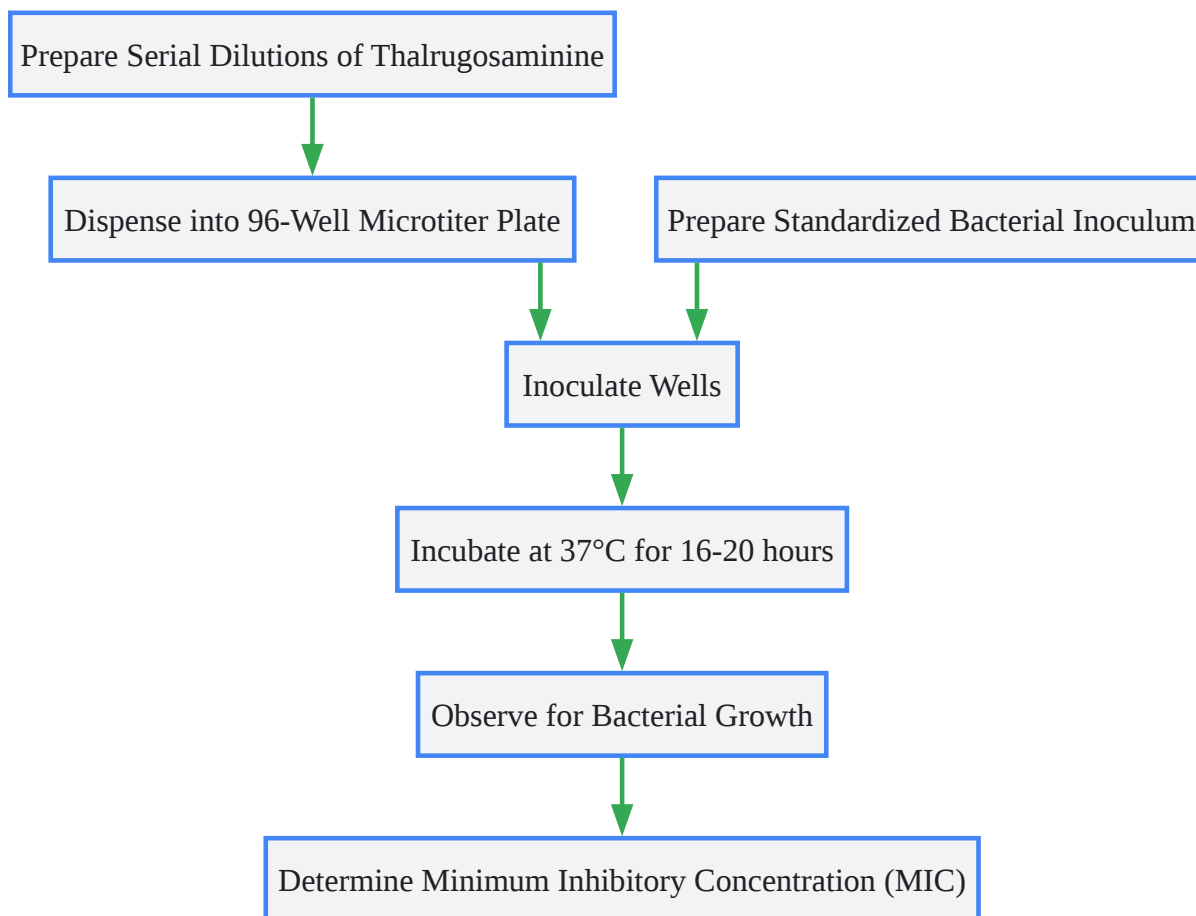 Prepare Serial Dilutions of Thalrugosaminine
Dispense into 96-Well Microtiter Plate
Prepare Standardized Bacterial Inoculum
Inoculate Wells
Incubate at 37°C for 16-20 hours
Observe for Bacterial Growth
Determine Minimum Inhibitory Concentration (MIC)